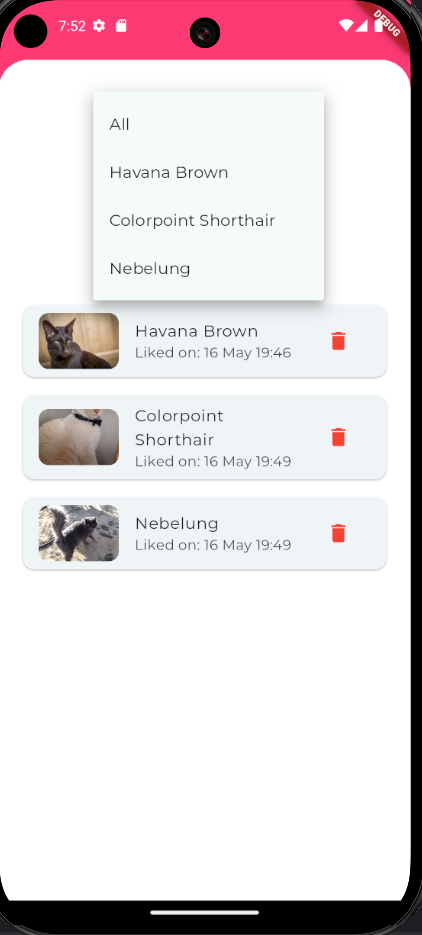 7:52
DEBUG
All
Havana Brown
Colorpoint Shorthair
Nebelung
Havana Brown
Liked on: 16 May 19:46
Colorpoint
Shorthair
Liked on: 16 May 19:49
Nebelung
Liked on: 16 May 19:49